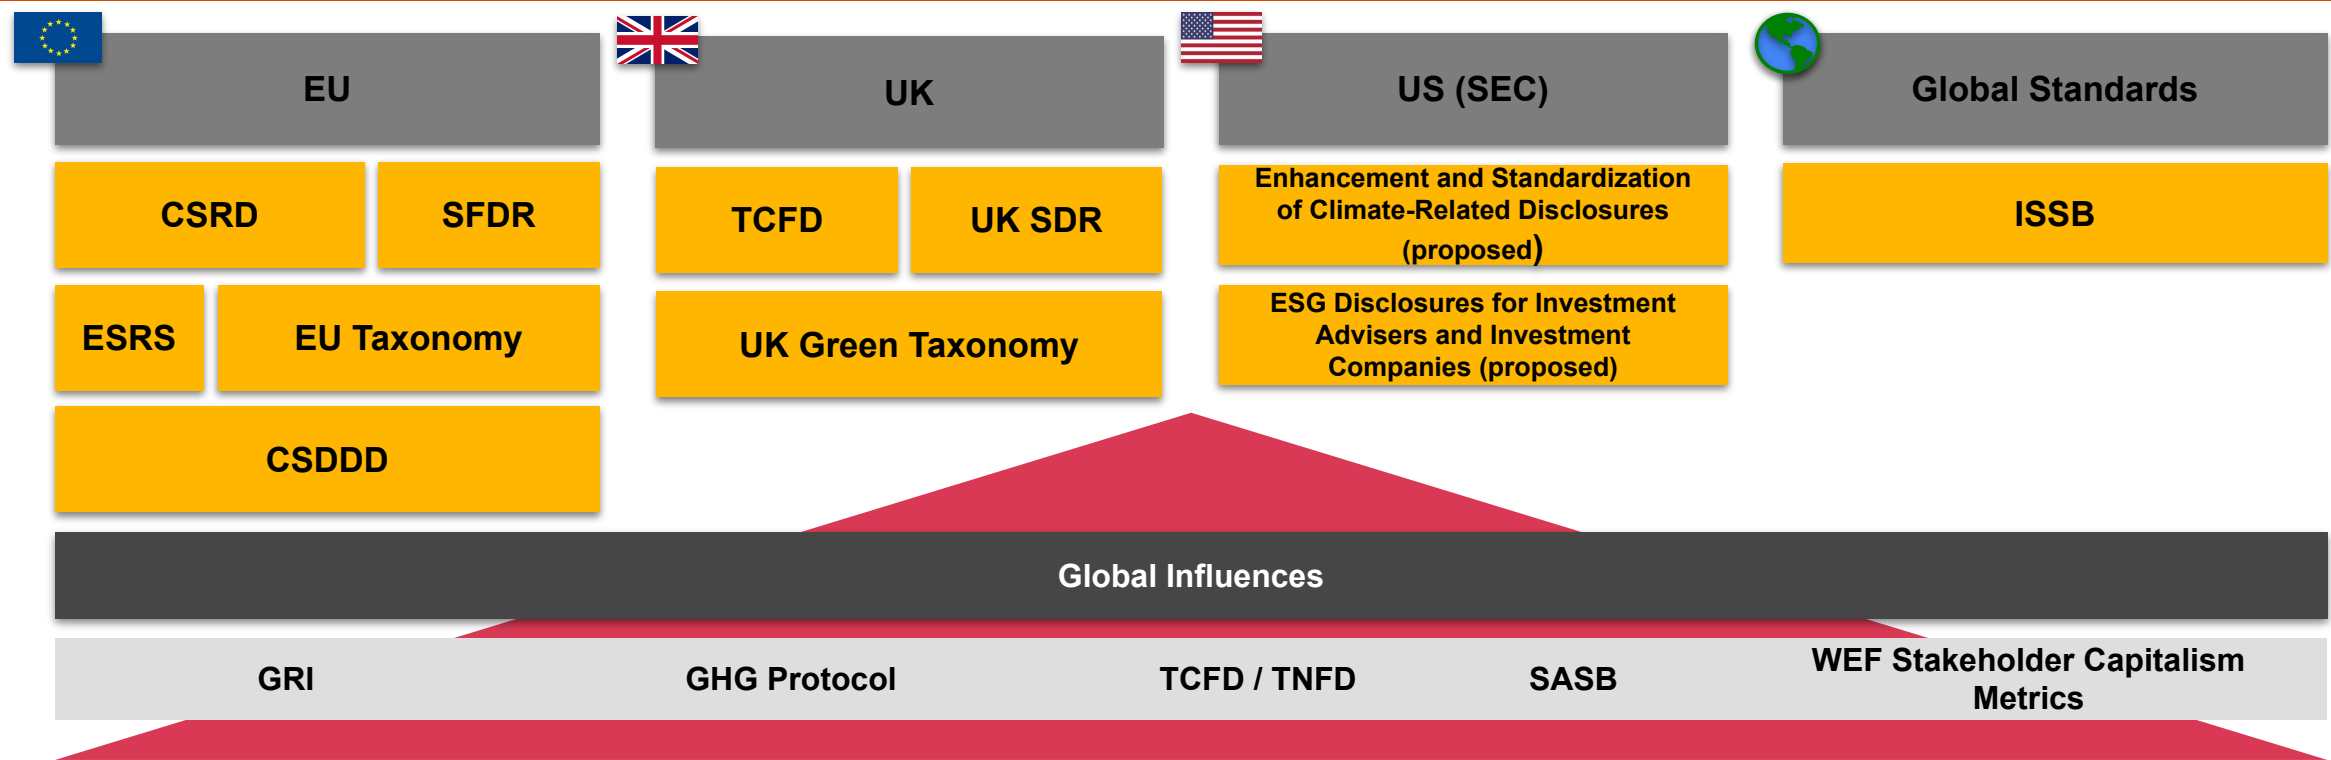 EU
UK
US (SEC)
Global Standards
CSRD
SFDR
TCFD
UK SDR
Enhancement and Standardization
of Climate-Related Disclosures
(proposed)
ISSB
ESRS
EU Taxonomy
UK Green Taxonomy
ESG Disclosures for Investment
Advisers and Investment
Companies (proposed)
CSDDD
Global Influences
GRI
GHG Protocol
TCFD / TNFD
SASB
WEF Stakeholder Capitalism
Metrics